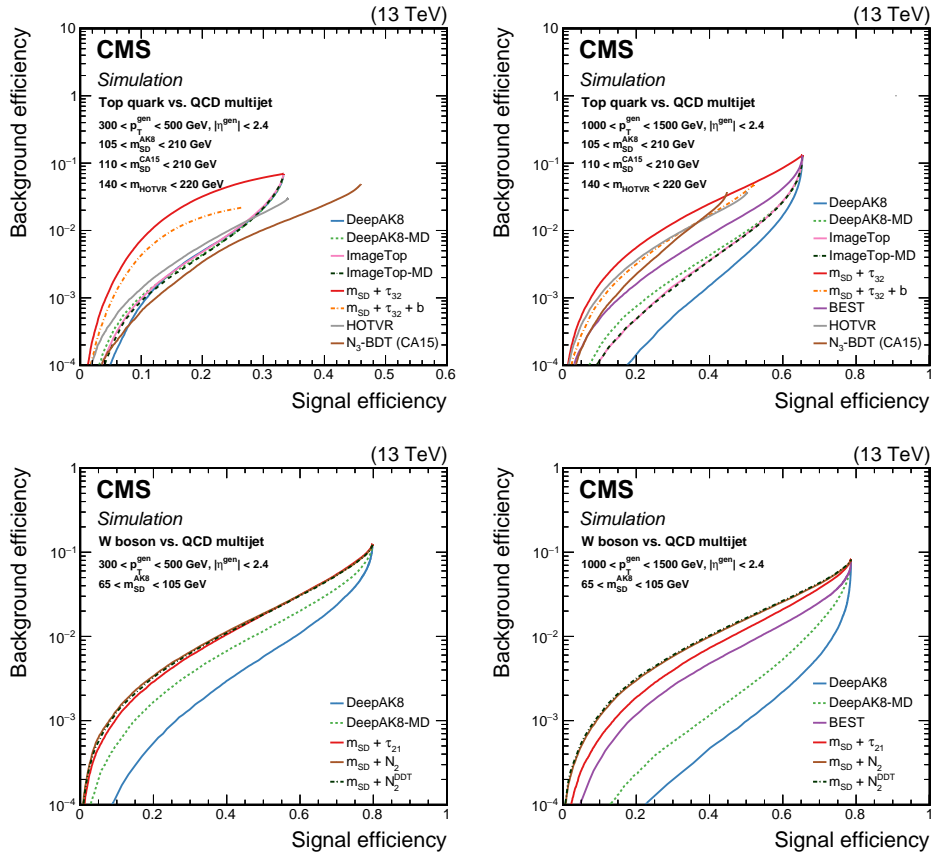 (13 TeV)
Background efficiency
10
1
10⁻¹
10⁻²
10⁻³
10⁻⁴
CMS
Simulation
Top quark vs. QCD multijet
300 < p_T^gen < 500 GeV, |η^gen| < 2.4
105 < m_SD^AK8 < 210 GeV
110 < m_SD^CA15 < 210 GeV
140 < m_HOTVR < 220 GeV
DeepAK8
DeepAK8-MD
ImageTop
ImageTop-MD
m_SD + τ_32
m_SD + τ_32 + b
HOTVR
N_3-BDT (CA15)
0 0.1 0.2 0.3 0.4 0.5 0.6
Signal efficiency
(13 TeV)
Background efficiency
10
1
10⁻¹
10⁻²
10⁻³
10⁻⁴
CMS
Simulation
Top quark vs. QCD multijet
1000 < p_T^gen < 1500 GeV, |η^gen| < 2.4
105 < m_SD^AK8 < 210 GeV
110 < m_SD^CA15 < 210 GeV
140 < m_HOTVR < 220 GeV
DeepAK8
DeepAK8-MD
ImageTop
ImageTop-MD
m_SD + τ_32
m_SD + τ_32 + b
BEST
HOTVR
N_3-BDT (CA15)
0 0.2 0.4 0.6 0.8 1
Signal efficiency
(13 TeV)
Background efficiency
10
1
10⁻¹
10⁻²
10⁻³
10⁻⁴
CMS
Simulation
W boson vs. QCD multijet
300 < p_T^gen < 500 GeV, |η^gen| < 2.4
65 < m_SD^AK8 < 105 GeV
DeepAK8
DeepAK8-MD
m_SD + τ_21
m_SD + N_2
m_SD + N_2^DDT
0 0.2 0.4 0.6 0.8 1
Signal efficiency
(13 TeV)
Background efficiency
10
1
10⁻¹
10⁻²
10⁻³
10⁻⁴
CMS
Simulation
W boson vs. QCD multijet
1000 < p_T^gen < 1500 GeV, |η^gen| < 2.4
65 < m_SD^AK8 < 105 GeV
DeepAK8
DeepAK8-MD
BEST
m_SD + τ_21
m_SD + N_2
m_SD + N_2^DDT
0 0.2 0.4 0.6 0.8 1
Signal efficiency